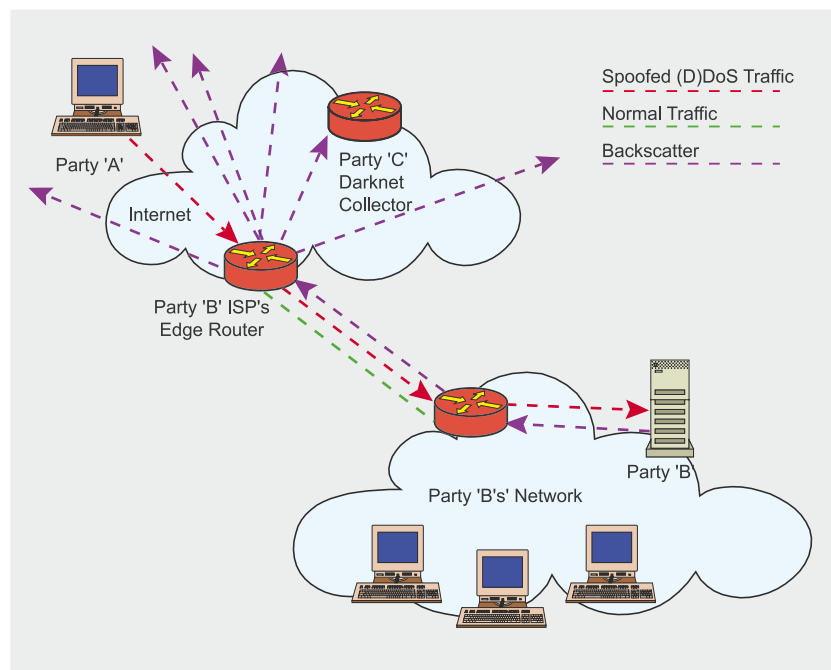 Spoofed (D)DoS Traffic
Normal Traffic
Backscatter
Party 'A'
Party 'C'
Darknet
Collector
Internet
Party 'B' ISP's
Edge Router
Party 'B'
Party 'B's' Network